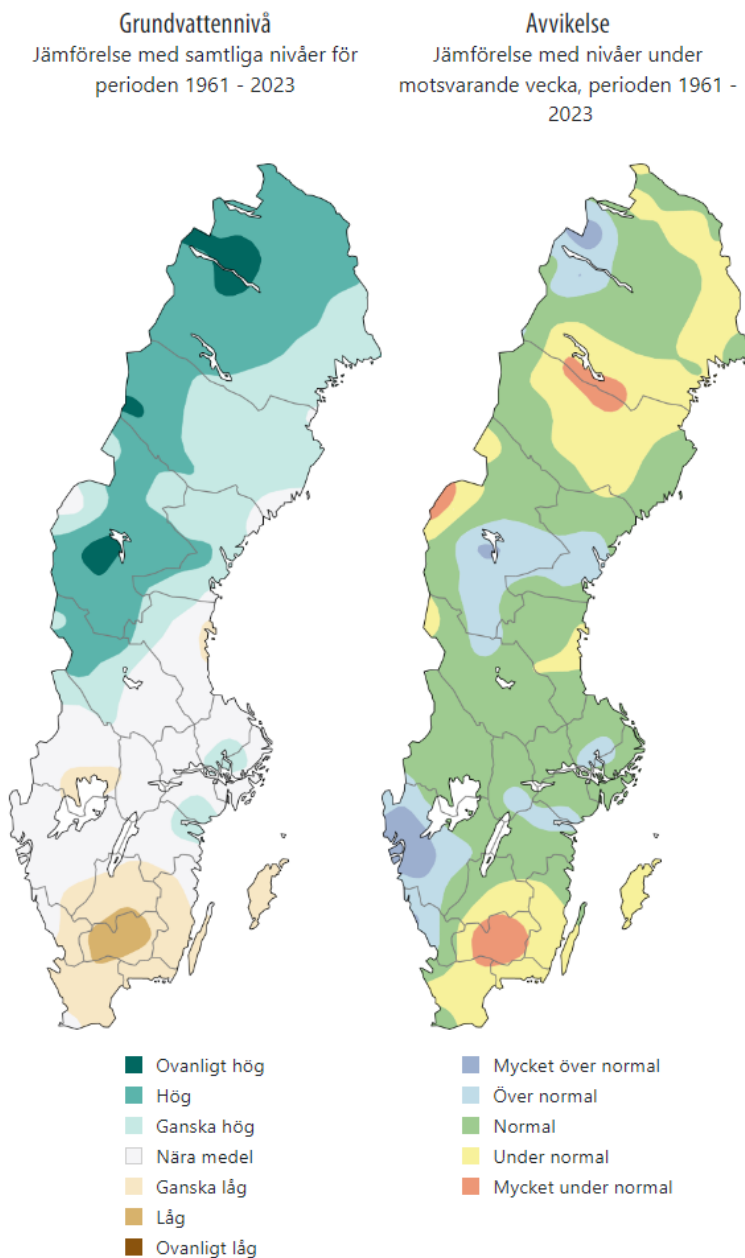 Grundvattennivå
Jämförelse med samtliga nivåer för
perioden 1961 - 2023
Avvikelse
Jämförelse med nivåer under
motsvarande vecka, perioden 1961 -
2023
Ovanligt hög
Hög
Ganska hög
Nära medel
Ganska låg
Låg
Ovanligt låg
Mycket över normal
Över normal
Normal
Under normal
Mycket under normal